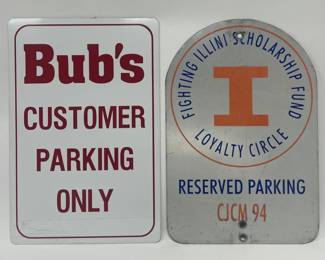 Bub's
CUSTOMER
PARKING
ONLY
FIGHTING ILLINI SCHOLARSHIP FUND
I
LOYALTY CIRCLE
RESERVED PARKING
CJCM 94